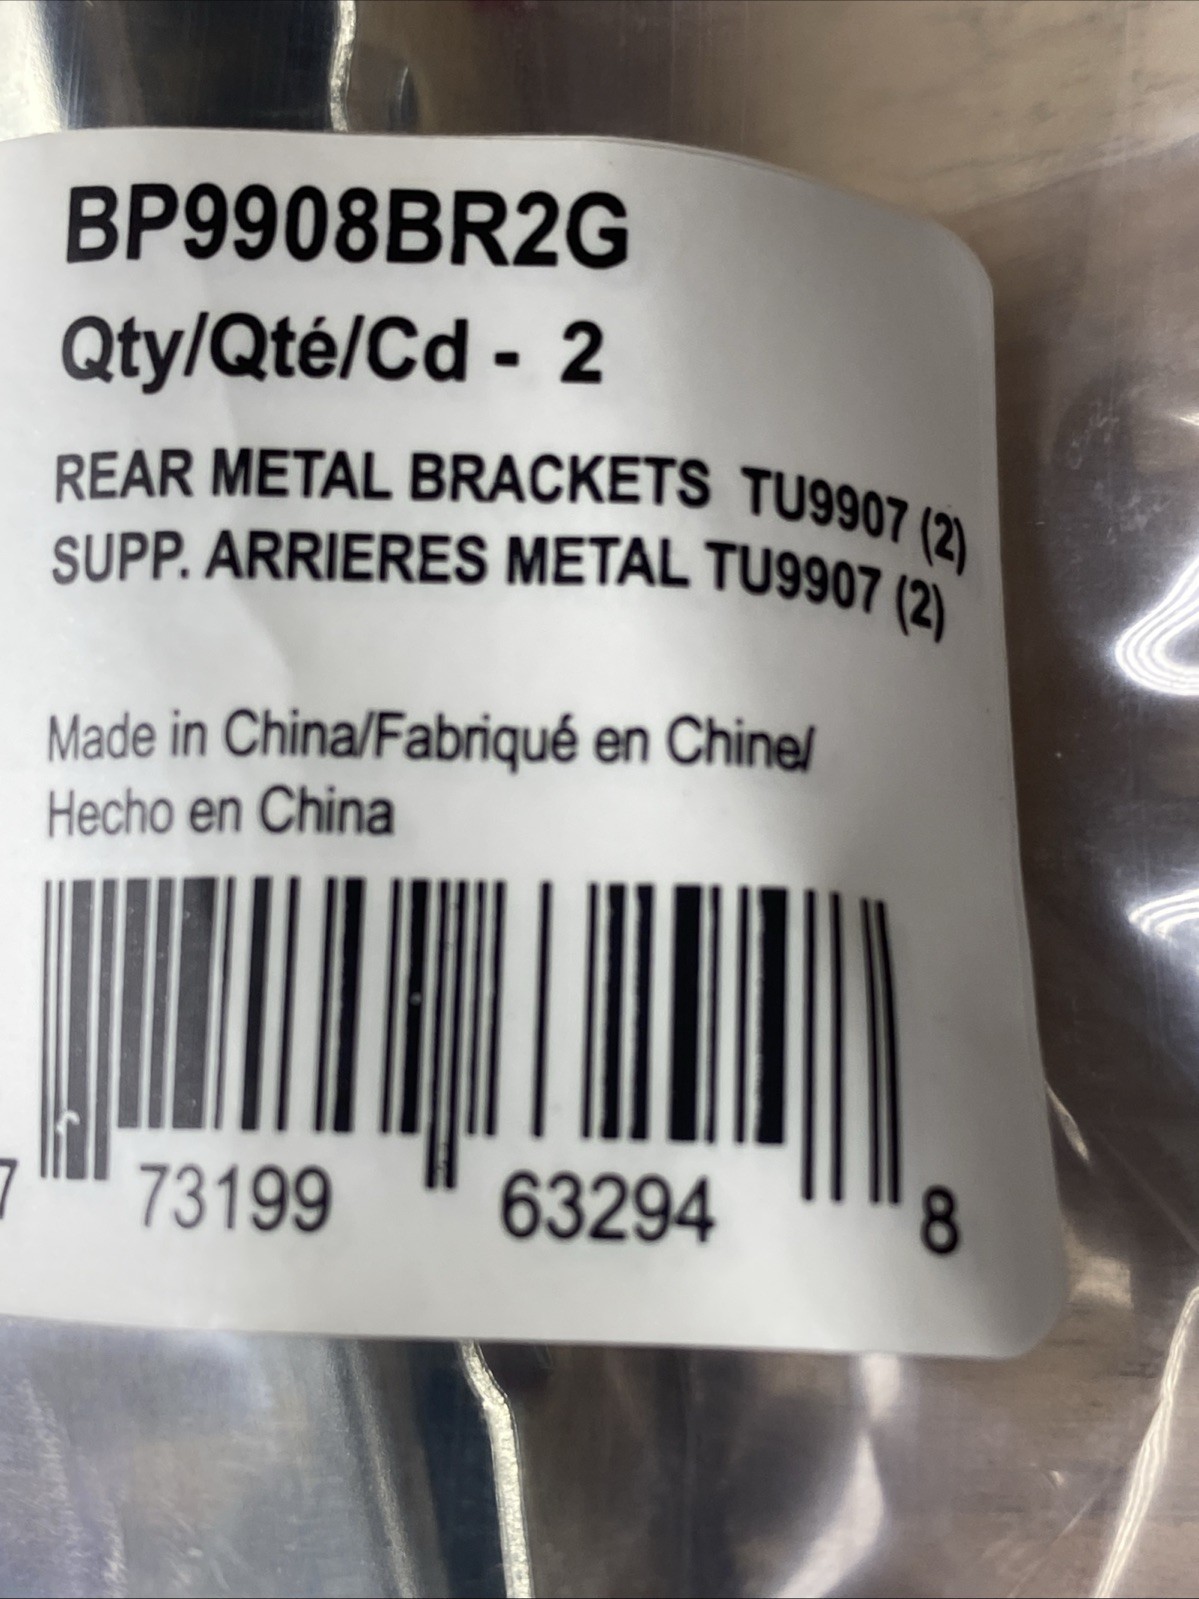 BP9908BR2G
Qty/Qté/Cd - 2
REAR METAL BRACKETS TU9907 (2)
SUPP. ARRIERES METAL TU9907 (2)
Made in China/Fabriqué en Chine/
Hecho en China
7 73199 63294 8